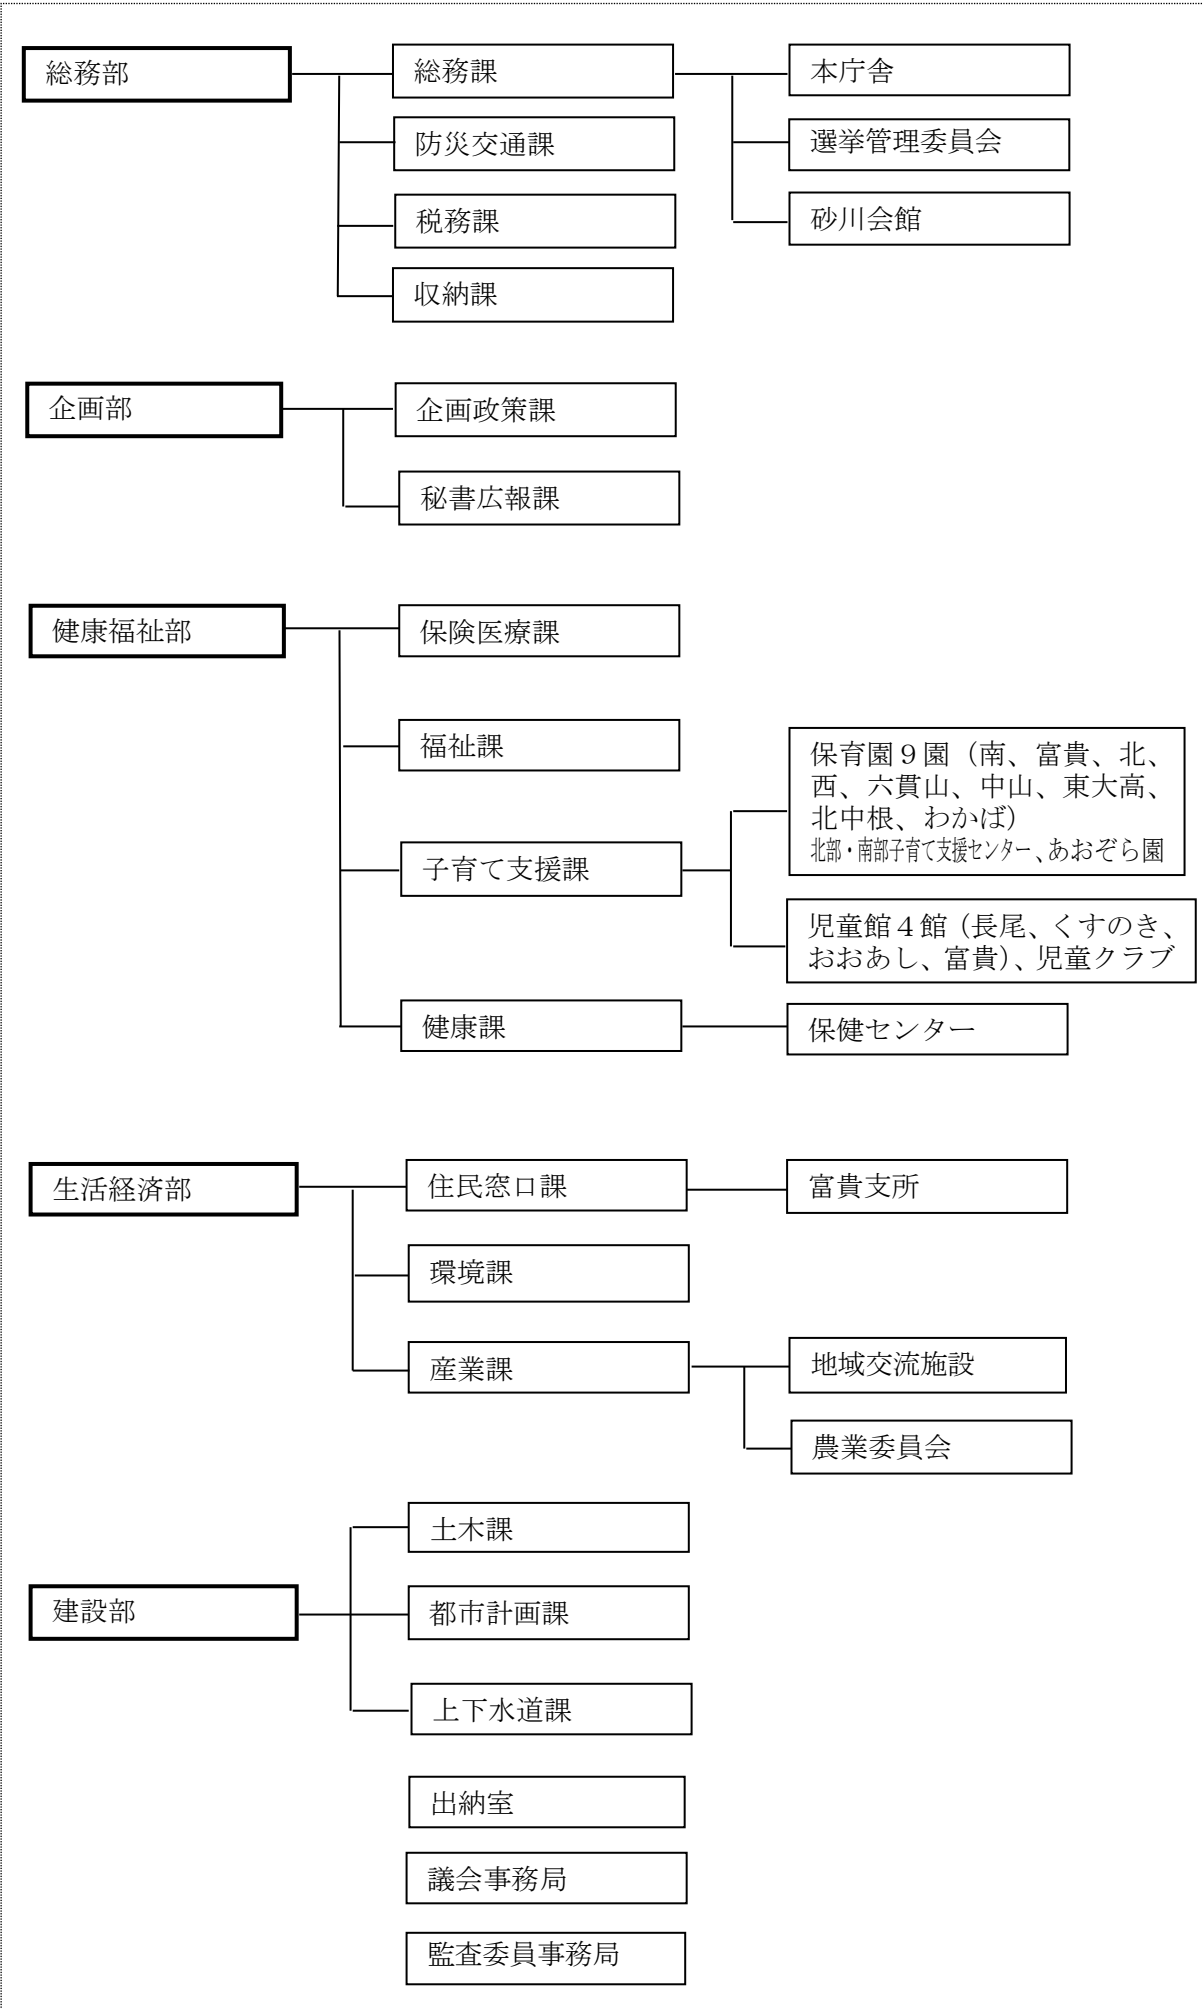 総務部
総務課
本庁舎
防災交通課
選挙管理委員会
税務課
砂川会館
収納課
企画部
企画政策課
秘書広報課
健康福祉部
保険医療課
福祉課
保育園９園（南、富貴、北、
西、六貫山、中山、東大高、
北中根、わかば）
北部・南部子育て支援センター、あおぞら園
子育て支援課
児童館４館（長尾、くすのき、
おおあし、富貴）、児童クラブ
健康課
保健センター
生活経済部
住民窓口課
富貴支所
環境課
産業課
地域交流施設
農業委員会
土木課
建設部
都市計画課
上下水道課
出納室
議会事務局
監査委員事務局